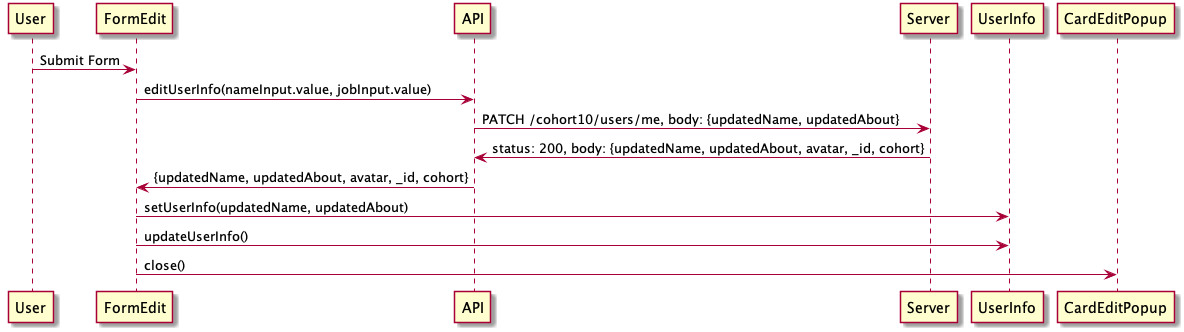 User FormEdit API Server UserInfo CardEditPopup
Submit Form
editUserInfo(nameInput.value, jobInput.value)
PATCH /cohort10/users/me, body: {updatedName, updatedAbout}
status: 200, body: {updatedName, updatedAbout, avatar, _id, cohort}
{updatedName, updatedAbout, avatar, _id, cohort}
setUserInfo(updatedName, updatedAbout)
updateUserInfo()
close()
User FormEdit API Server UserInfo CardEditPopup